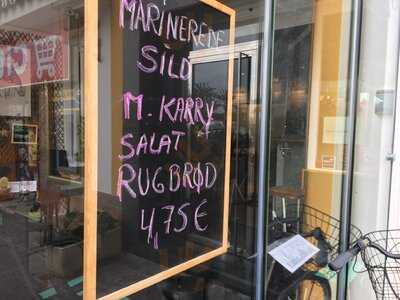 MARINEREDE
SILD
M. KARRY
SALAT
RUGBRØD
4,75€